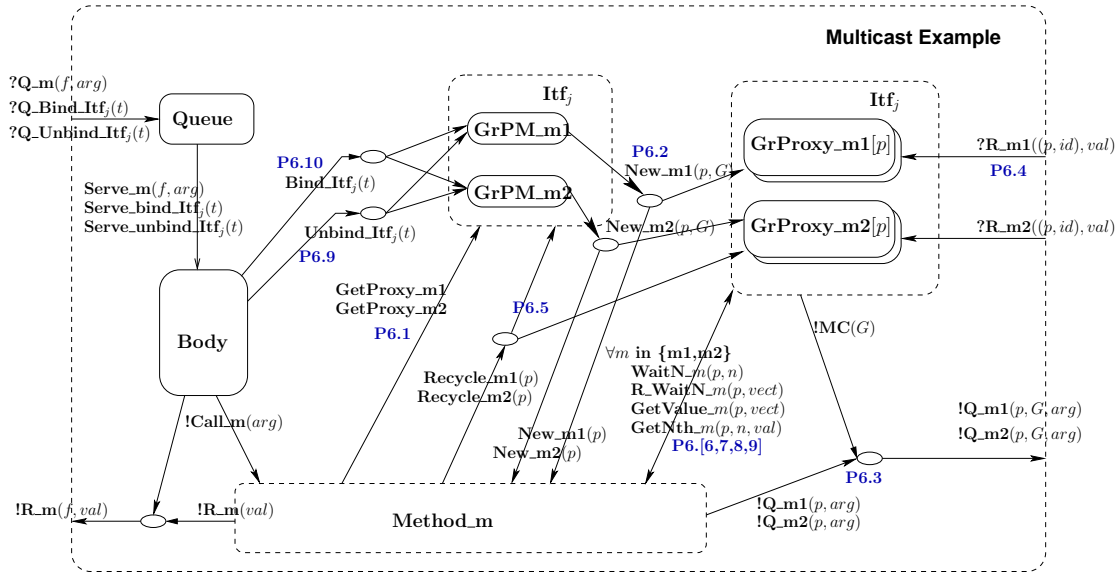 Multicast Example
?Q_m(f, arg)
?Q_Bind_Itf_j(t)
?Q_Unbind_Itf_j(t)
Queue
Itf_j
GrPM_m1
GrPM_m2
Itf_j
GrProxy_m1[p]
GrProxy_m2[p]
P6.10
Bind_Itf_j(t)
P6.2
New_m1(p, G)
?R_m1((p, id), val)
P6.4
Serve_m(f, arg)
Serve_bind_Itf_j(t)
Serve_unbind_Itf_j(t)
Unbind_Itf_j(t)
P6.9
New_m2(p, G)
?R_m2((p, id), val)
Body
GetProxy_m1
GetProxy_m2
P6.1
P6.5
!MC(G)
∀m in {m1,m2}
WaitN_m(p, n)
R_WaitN_m(p, vect)
GetValue_m(p, vect)
GetNth_m(p, n, val)
P6.[6,7,8,9]
Recycle_m1(p)
Recycle_m2(p)
New_m1(p)
New_m2(p)
!Call_m(arg)
!Q_m1(p, G, arg)
!Q_m2(p, G, arg)
P6.3
!R_m(f, val)
!R_m(val)
Method_m
!Q_m1(p, arg)
!Q_m2(p, arg)